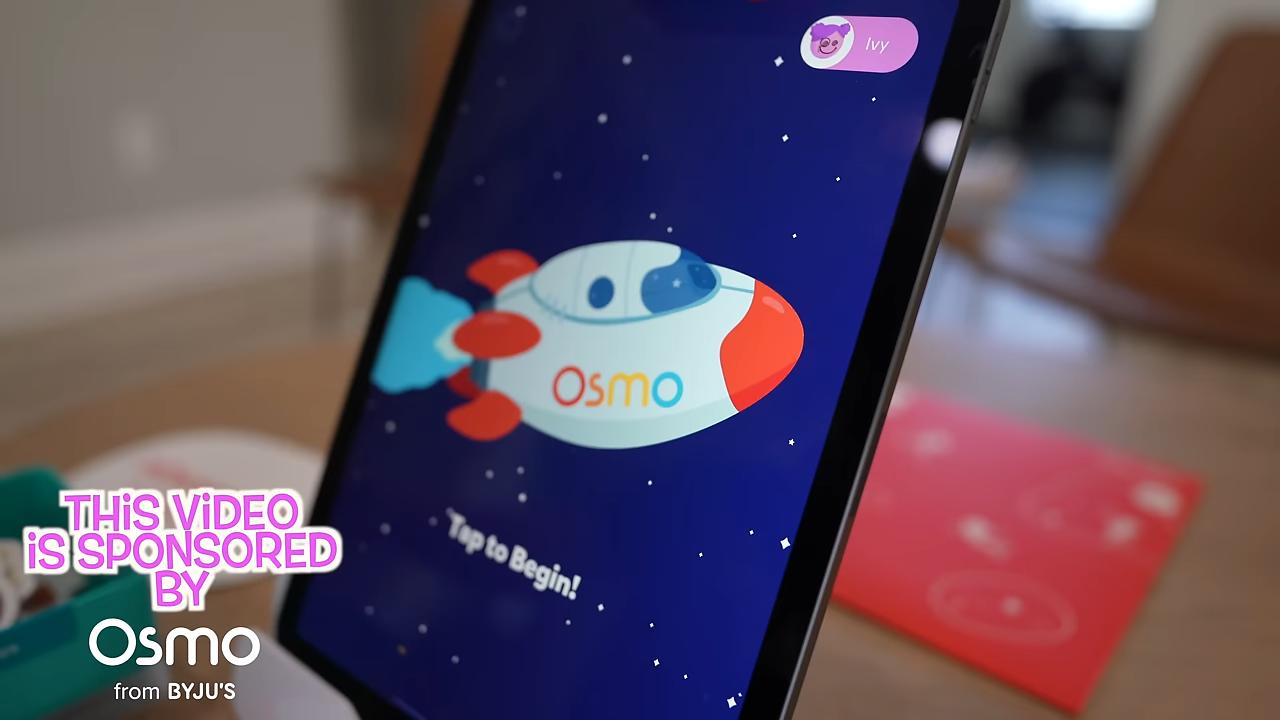 Ivy
Osmo
Tap to Begin!
THIS VIDEO
IS SPONSORED
BY
Osmo
from BYJU'S